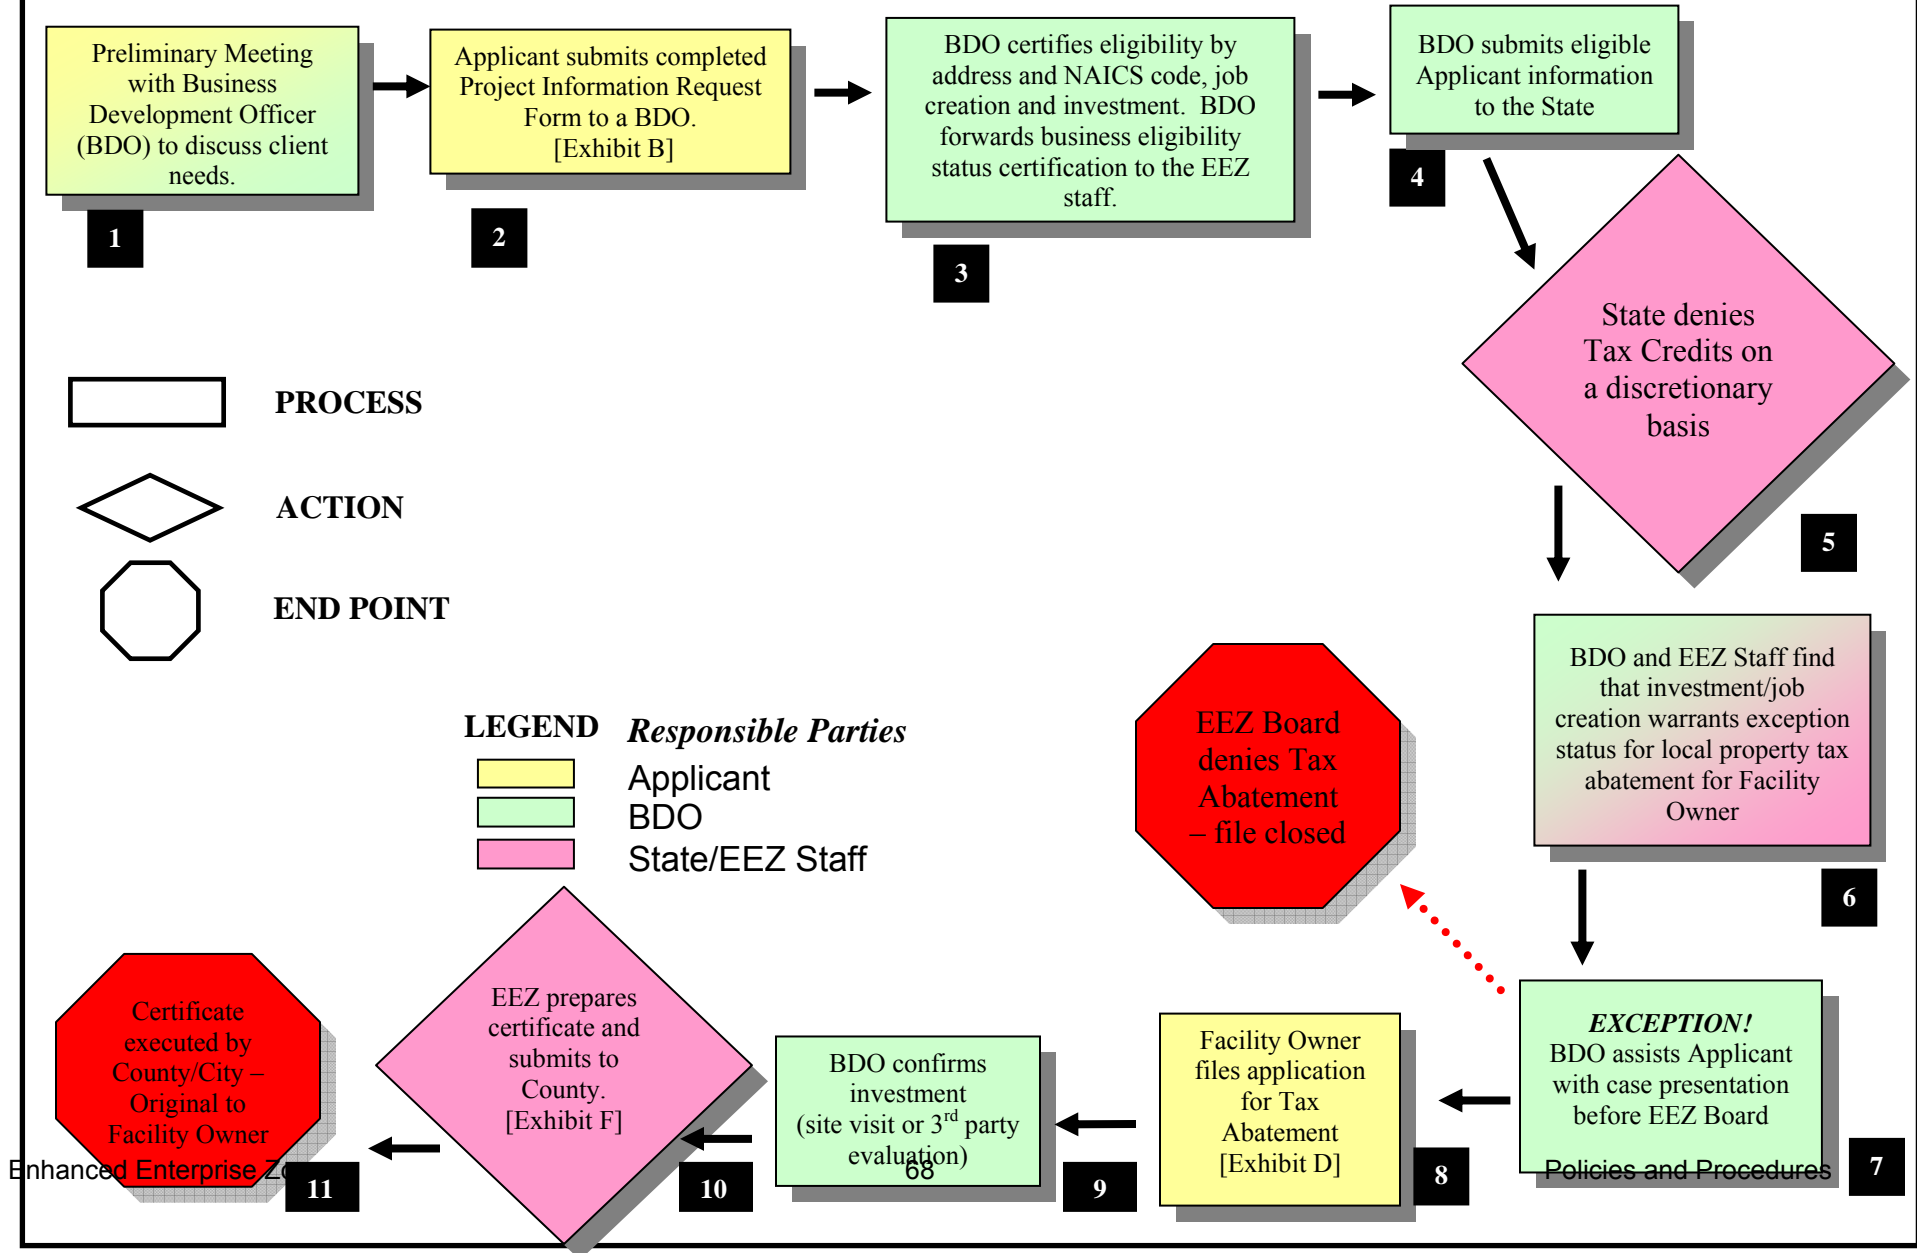 Preliminary Meeting
with Business
Development Officer
(BDO) to discuss client
needs.
1
Applicant submits completed
Project Information Request
Form to a BDO.
[Exhibit B]
2
BDO certifies eligibility by
address and NAICS code, job
creation and investment.  BDO
forwards business eligibility
status certification to the EEZ
staff.
3
BDO submits eligible
Applicant information
to the State
4
State denies
Tax Credits on
a discretionary
basis
5
PROCESS
ACTION
END POINT
LEGEND Responsible Parties
Applicant
BDO
State/EEZ Staff
BDO and EEZ Staff find
that investment/job
creation warrants exception
status for local property tax
abatement for Facility
Owner
6
EEZ Board
denies Tax
Abatement
– file closed
EXCEPTION!
BDO assists Applicant
with case presentation
before EEZ Board
7
Facility Owner
files application
for Tax
Abatement
[Exhibit D]
8
BDO confirms
investment
(site visit or 3rd party
evaluation)
9
EEZ prepares
certificate and
submits to
County.
[Exhibit F]
10
Certificate
executed by
County/City –
Original to
Facility Owner
11
Enhanced Enterprise
68
Policies and Procedures